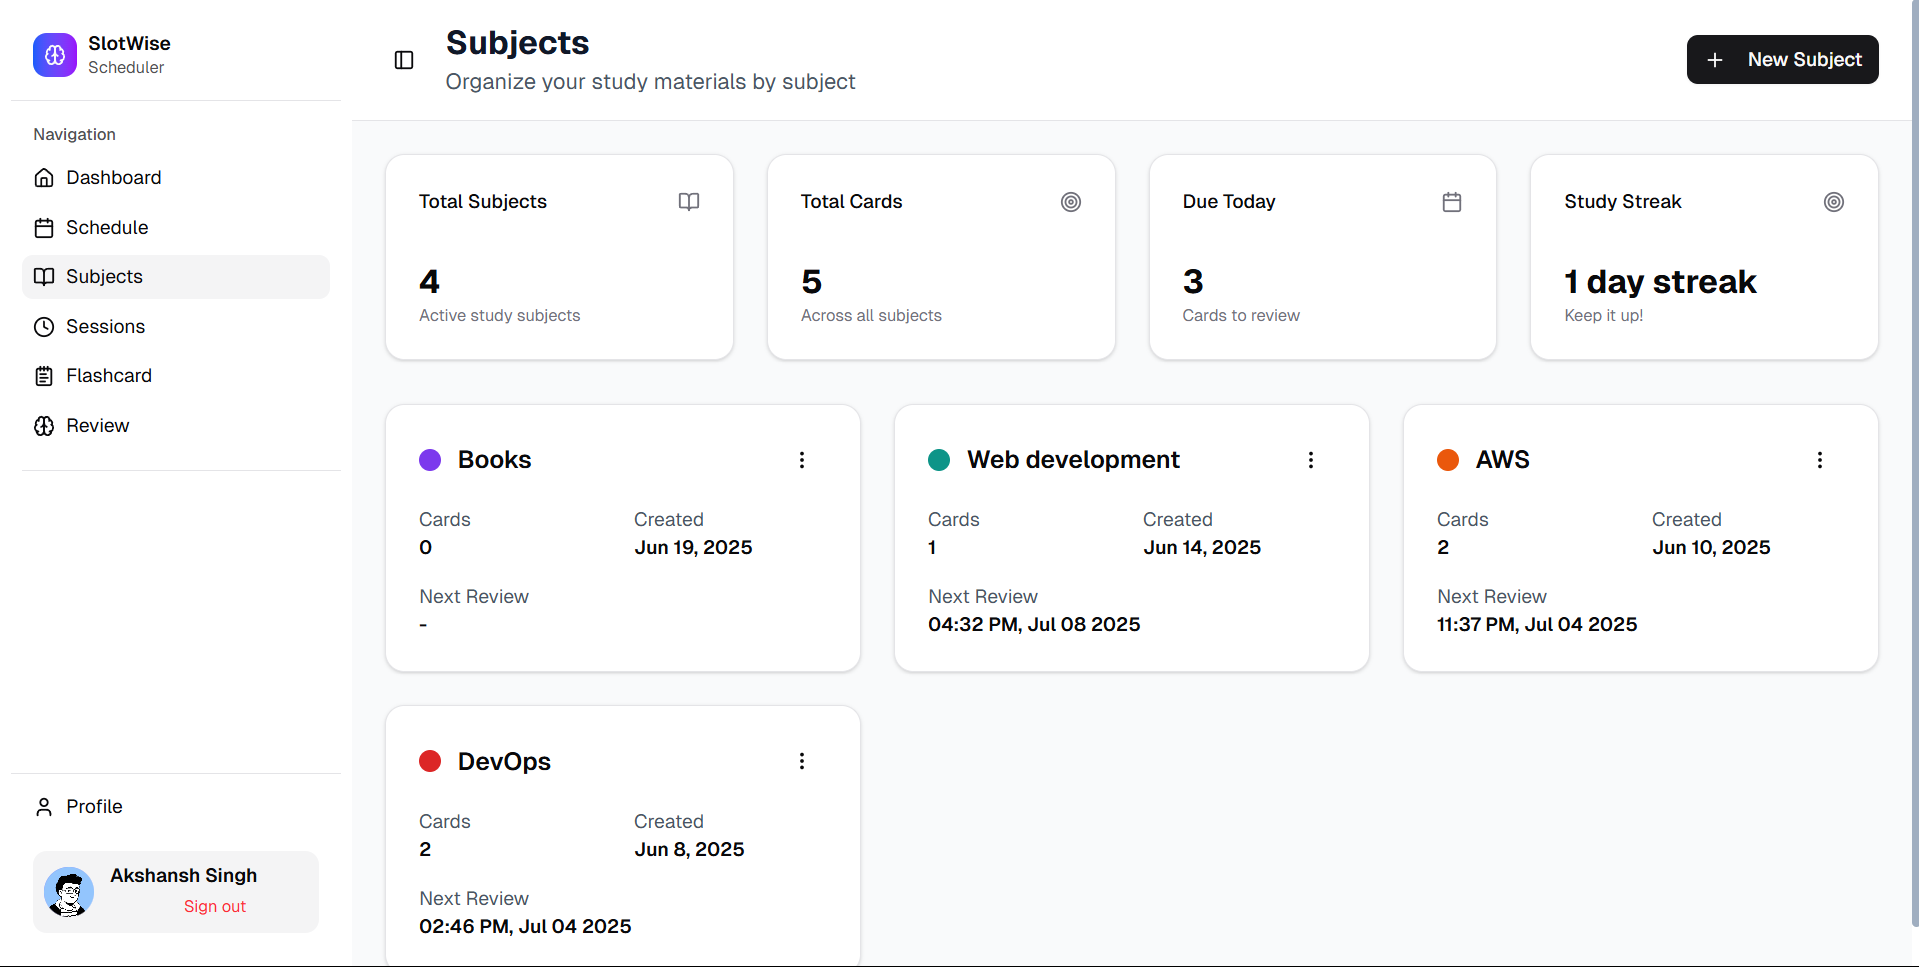 SlotWise
Scheduler
Navigation
Dashboard
Schedule
Subjects
Sessions
Flashcard
Review
Profile
Akshansh Singh
Sign out
Subjects
Organize your study materials by subject
New Subject
Total Subjects
4
Active study subjects
Total Cards
5
Across all subjects
Due Today
3
Cards to review
Study Streak
1 day streak
Keep it up!
Books
Cards
0
Created
Jun 19, 2025
Next Review
-
Web development
Cards
1
Created
Jun 14, 2025
Next Review
04:32 PM, Jul 08 2025
AWS
Cards
2
Created
Jun 10, 2025
Next Review
11:37 PM, Jul 04 2025
DevOps
Cards
2
Created
Jun 8, 2025
Next Review
02:46 PM, Jul 04 2025